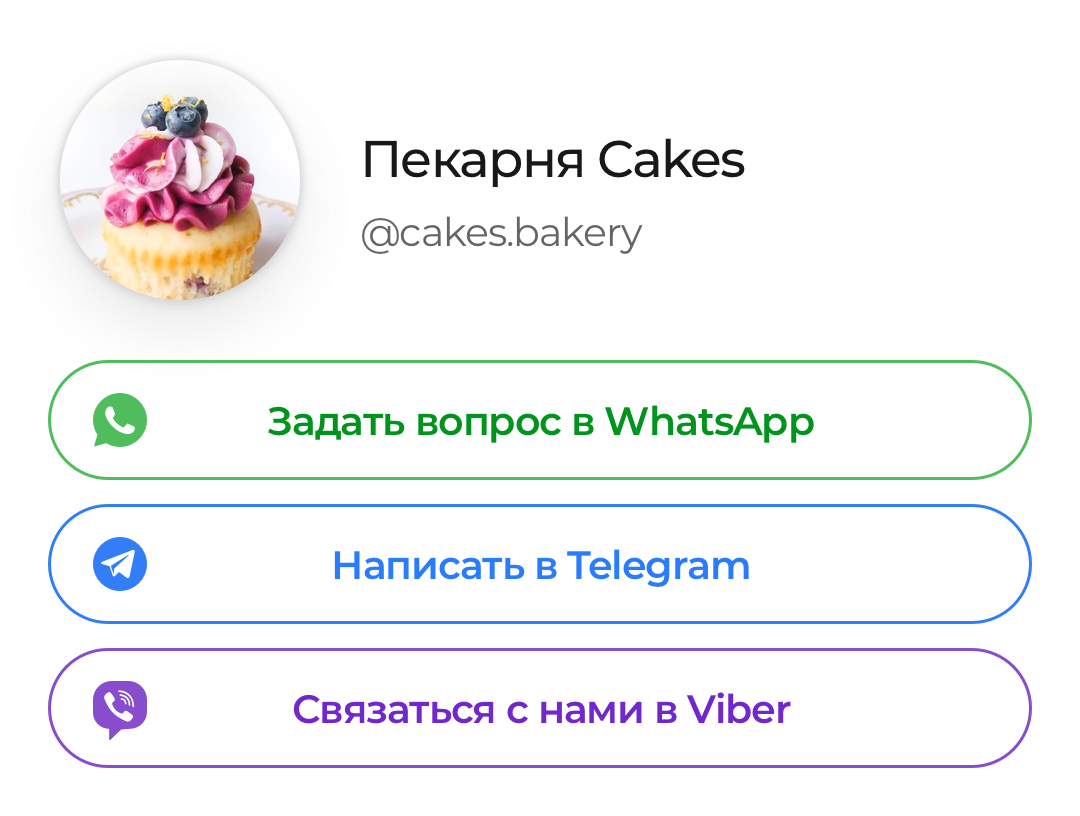 Пекарня Cakes
@cakes.bakery
Задать вопрос в WhatsApp
Написать в Telegram
Связаться с нами в Viber